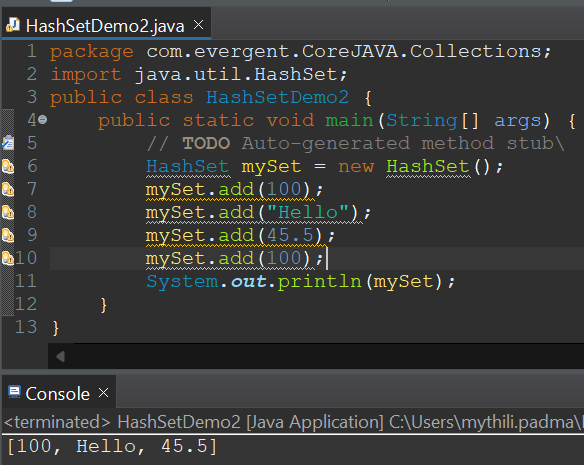 HashSetDemo2.java ×
1 package com.evergent.CoreJAVA.Collections;
2 import java.util.HashSet;
3 public class HashSetDemo2 {
4 public static void main(String[] args) {
5 // TODO Auto-generated method stub\
6 HashSet mySet = new HashSet();
7 mySet.add(100);
8 mySet.add("Hello");
9 mySet.add(45.5);
10 mySet.add(100);
11 System.out.println(mySet);
12 }
13 }
Console ×
<terminated> HashSetDemo2 [Java Application] C:\Users\mythili.padma\
[100, Hello, 45.5]